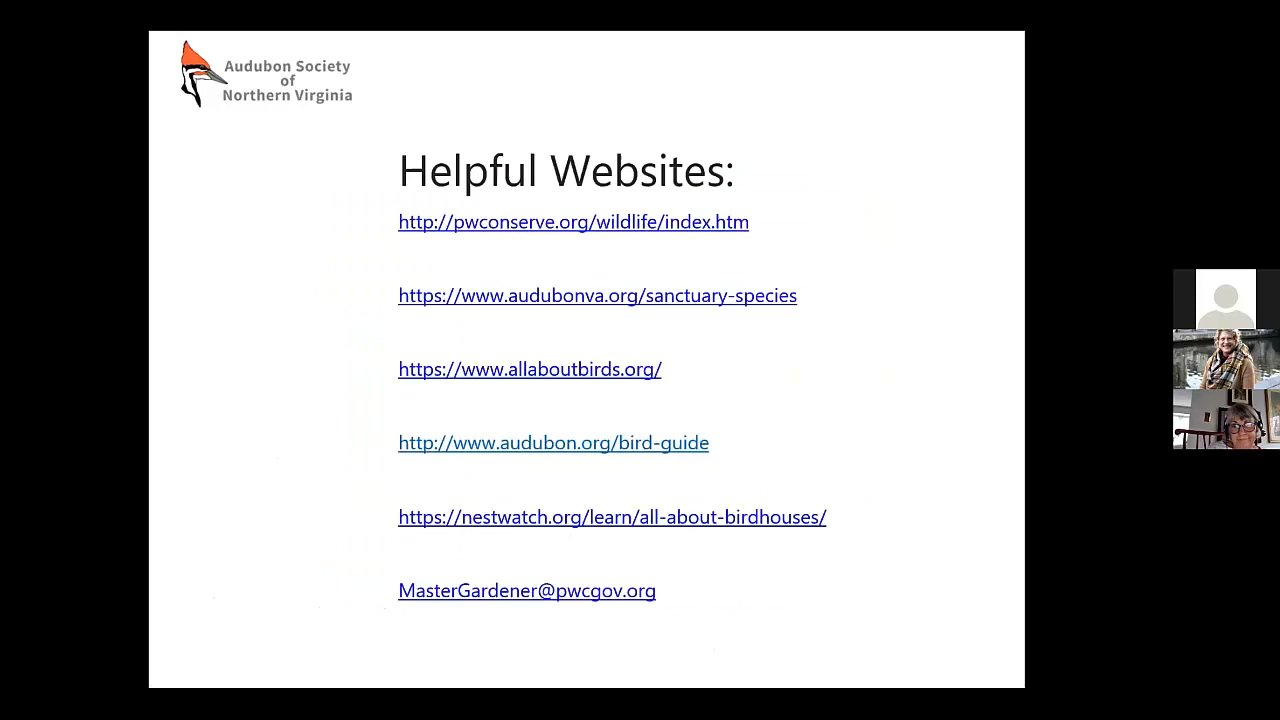 Audubon Society
of
Northern Virginia
Helpful Websites:
http://pwconserve.org/wildlife/index.htm
https://www.audubonva.org/sanctuary-species
https://www.allaboutbirds.org/
http://www.audubon.org/bird-guide
https://nestwatch.org/learn/all-about-birdhouses/
MasterGardener@pwcgov.org